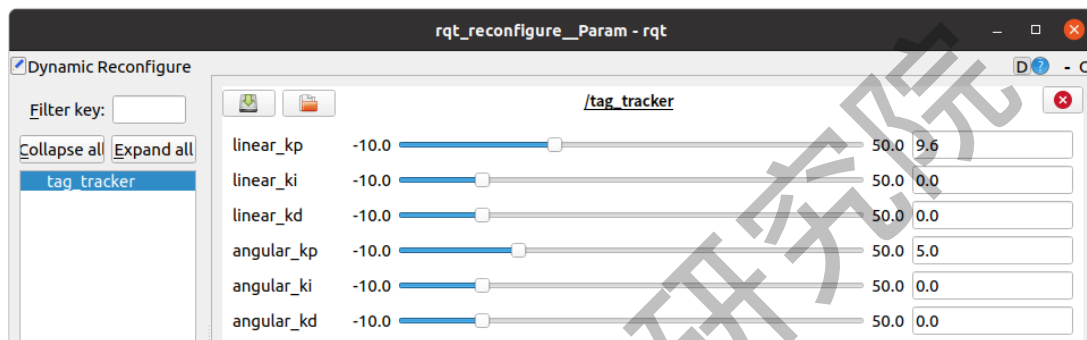 rqt_reconfigure__Param - rqt
Dynamic Reconfigure
D ? - C
Filter key:
/tag_tracker
Collapse all Expand all
tag_tracker
linear_kp -10.0 50.0 9.6
linear_ki -10.0 50.0 0.0
linear_kd -10.0 50.0 0.0
angular_kp -10.0 50.0 5.0
angular_ki -10.0 50.0 0.0
angular_kd -10.0 50.0 0.0
研究院